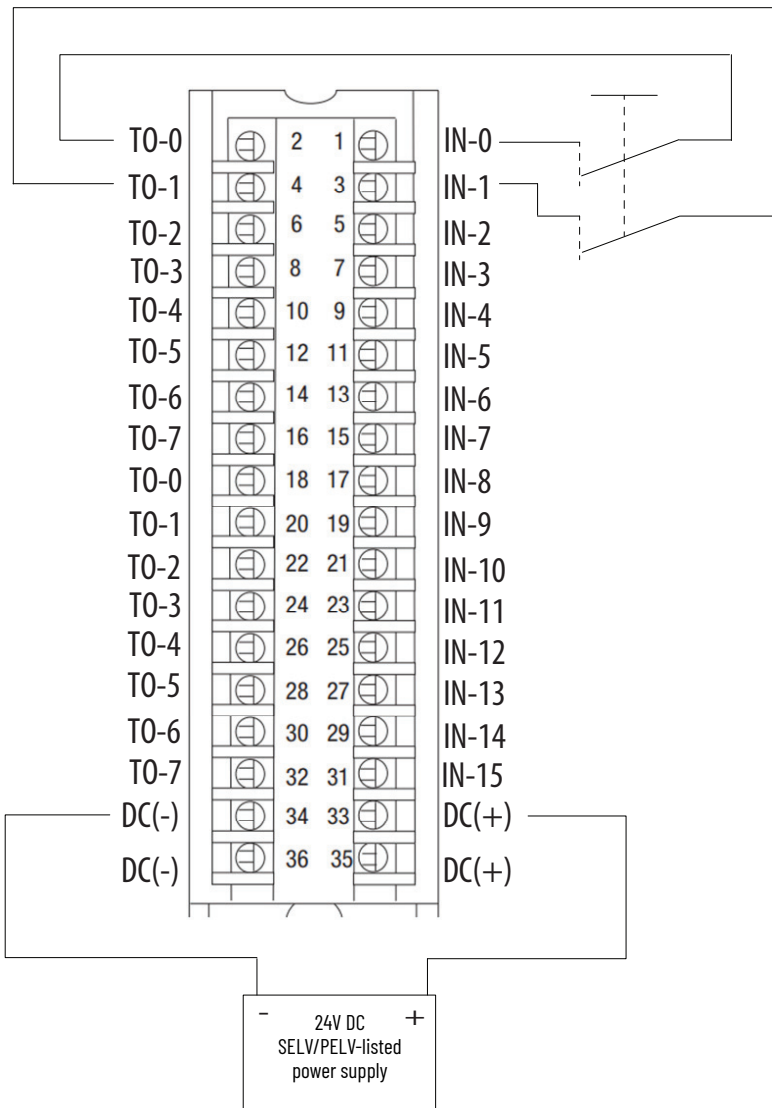 TO-0 2 1 IN-0
TO-1 4 3 IN-1
TO-2 6 5 IN-2
TO-3 8 7 IN-3
TO-4 10 9 IN-4
TO-5 12 11 IN-5
TO-6 14 13 IN-6
TO-7 16 15 IN-7
TO-0 18 17 IN-8
TO-1 20 19 IN-9
TO-2 22 21 IN-10
TO-3 24 23 IN-11
TO-4 26 25 IN-12
TO-5 28 27 IN-13
TO-6 30 29 IN-14
TO-7 32 31 IN-15
DC(-) 34 33 DC(+)
DC(-) 36 35 DC(+)
- 24V DC +
SELV/PELV-listed
power supply